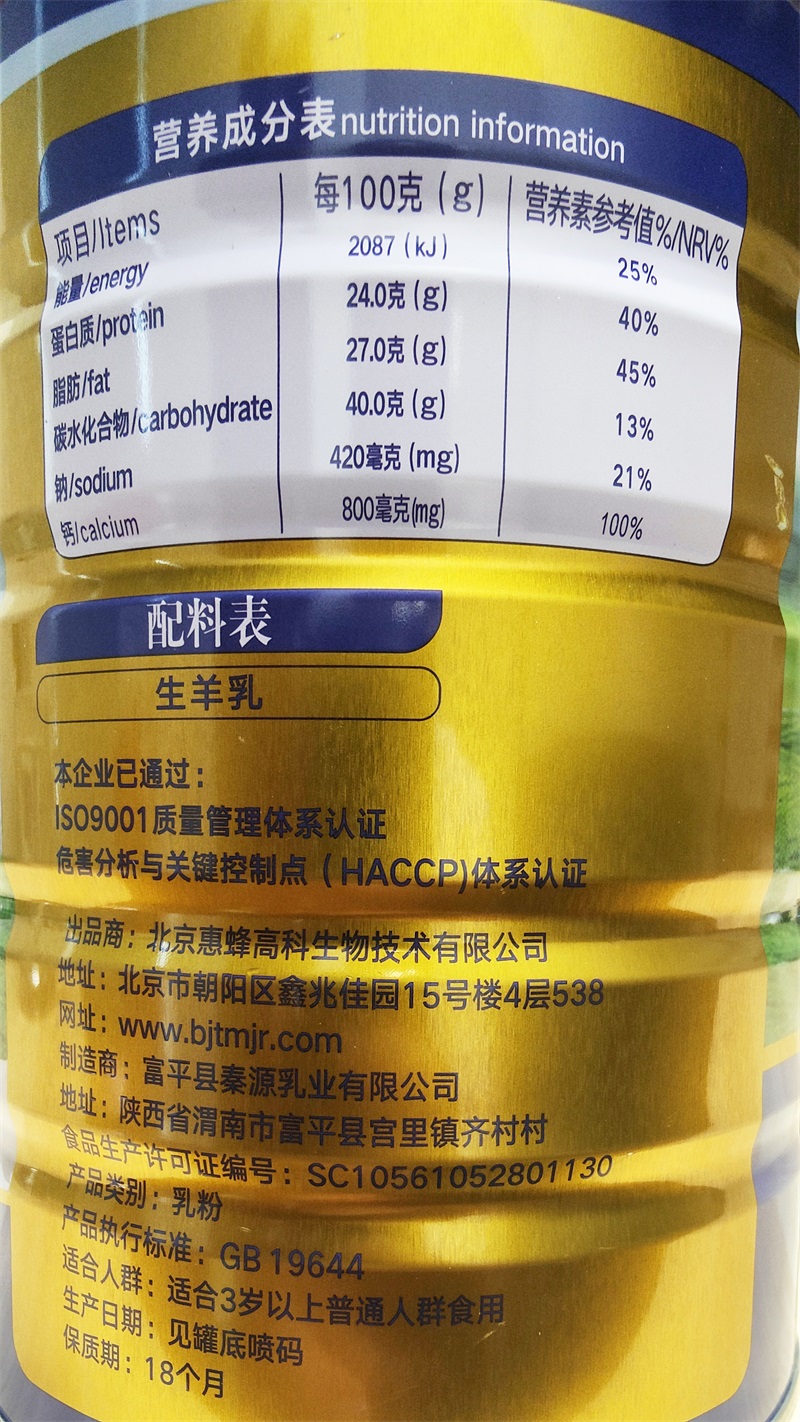 营养成分表nutrition information
项目/Items 每100克（g） 营养素参考值%/NRV%
能量/energy 2087（kJ） 25%
蛋白质/protein 24.0克（g） 40%
脂肪/fat 27.0克（g） 45%
碳水化合物/carbohydrate 40.0克（g） 13%
钠/sodium 420毫克（mg） 21%
钙/calcium 800毫克(mg) 100%
配料表
生羊乳
本企业已通过：
ISO9001质量管理体系认证
危害分析与关键控制点（HACCP)体系认证
出品商：北京惠蜂高科生物技术有限公司
地址：北京市朝阳区鑫兆佳园15号楼4层538
网址：www.bjtmjr.com
制造商：富平县秦源乳业有限公司
地址：陕西省渭南市富平县宫里镇齐村村
食品生产许可证编号：SC10561052801130
产品类别：乳粉
产品执行标准：GB 19644
适合人群：适合3岁以上普通人群食用
生产日期：见罐底喷码
保质期：18个月